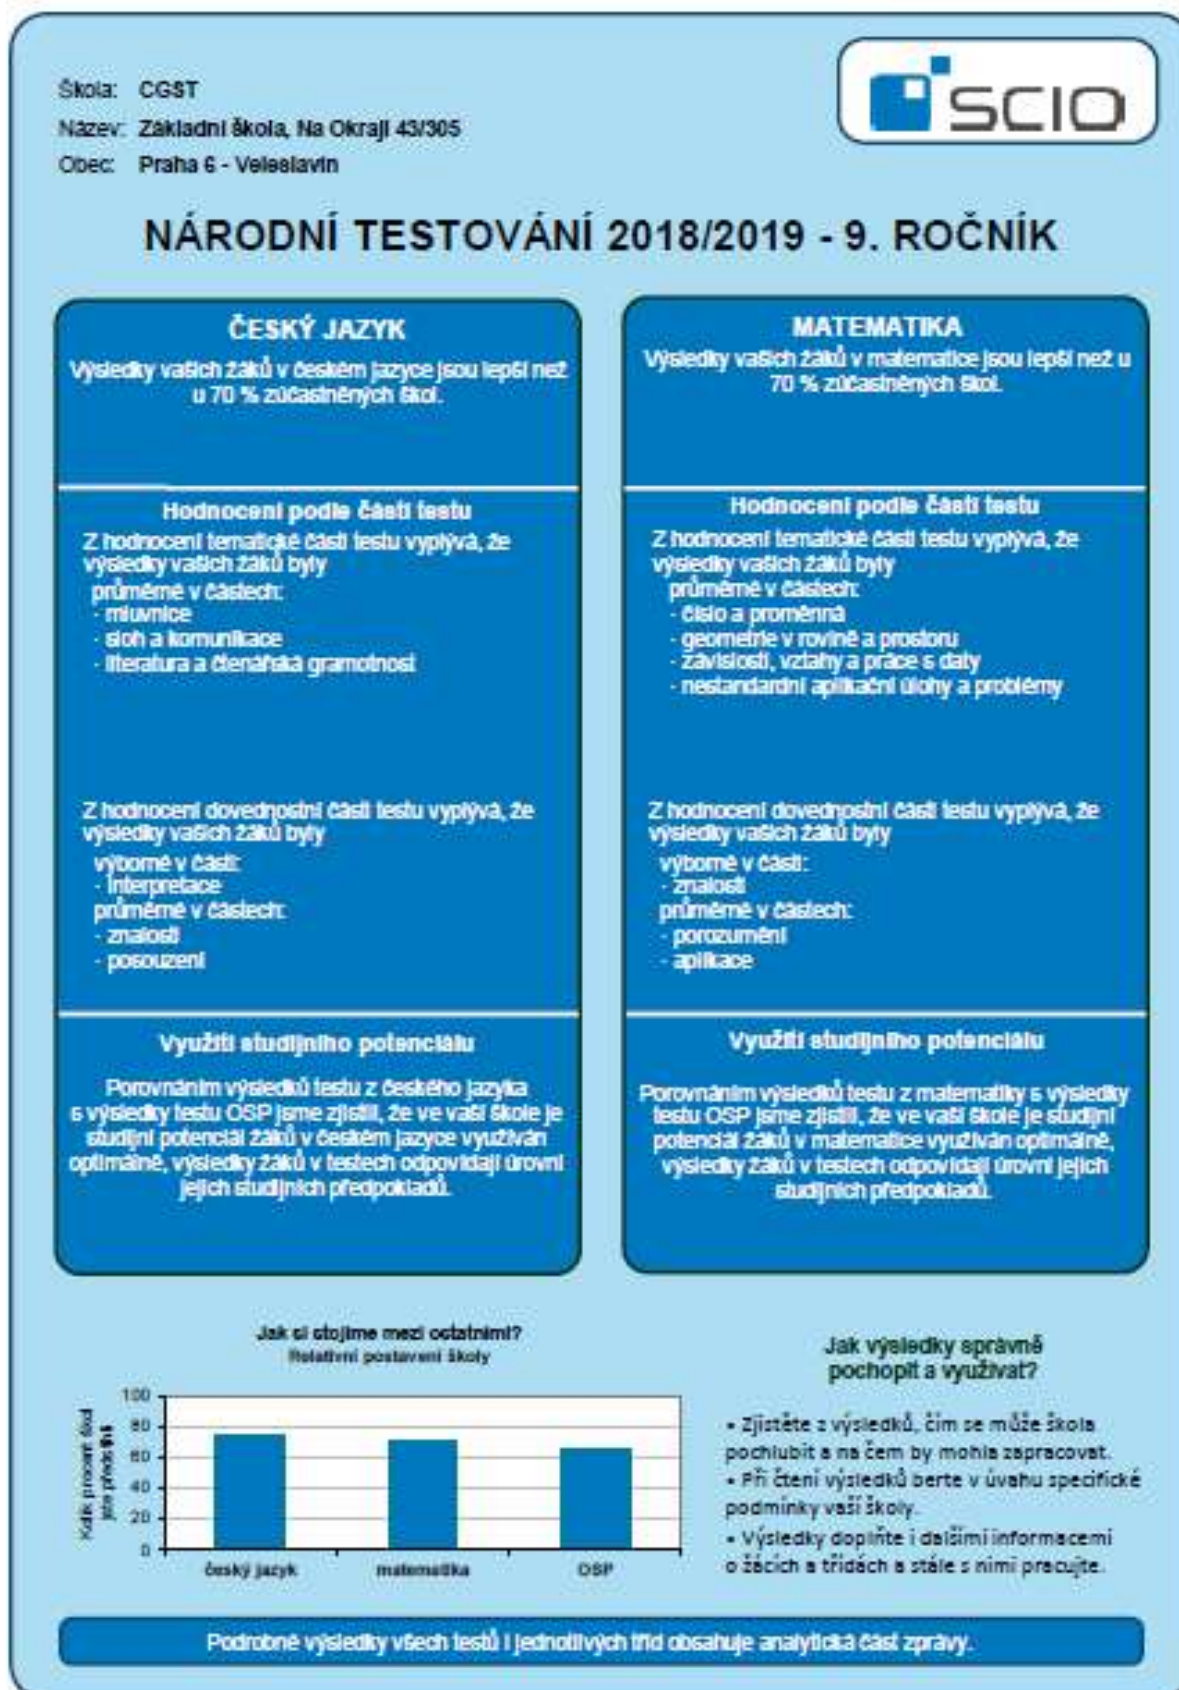 Škola: CGST
Název: Základní škola, Na Okraji 43/305
Obec: Praha 6 - Veleslavín
SCIO
NÁRODNÍ TESTOVÁNÍ 2018/2019 - 9. ROČNÍK
ČESKÝ JAZYK
Výsledky vašich žáků v českém jazyce jsou lepší než
u 70 % zúčastněných škol.
Hodnocení podle částí testu
Z hodnocení tematické části testu vyplývá, že
výsledky vašich žáků byly
průměrné v částech:
- mluvnice
- sloh a komunikace
- literatura a čtenářská gramotnost
Z hodnocení dovednostní části testu vyplývá, že
výsledky vašich žáků byly
výborné v části:
- interpretace
průměrné v částech:
- znalosti
- posouzení
Využití studijního potenciálu
Porovnáním výsledků testu z českého jazyka
s výsledky testu OSP jsme zjistili, že ve vaší škole je
studijní potenciál žáků v českém jazyce využíván
optimálně, výsledky žáků v testech odpovídají úrovni
jejich studijních předpokladů.
MATEMATIKA
Výsledky vašich žáků v matematice jsou lepší než u
70 % zúčastněných škol.
Hodnocení podle částí testu
Z hodnocení tematické části testu vyplývá, že
výsledky vašich žáků byly
průměrné v částech:
- číslo a proměnná
- geometrie v rovině a prostoru
- závislosti, vztahy a práce s daty
- nestandardní aplikační úlohy a problémy
Z hodnocení dovednostní části testu vyplývá, že
výsledky vašich žáků byly
výborné v části:
- znalosti
průměrné v částech:
- porozumění
- aplikace
Využití studijního potenciálu
Porovnáním výsledků testu z matematiky s výsledky
testu OSP jsme zjistili, že ve vaší škole je studijní
potenciál žáků v matematice využíván optimálně,
výsledky žáků v testech odpovídají úrovni jejich
studijních předpokladů.
Jak si stojíme mezi ostatními?
Relativní postavení školy
Kolik procent škol
jste předstihli
100
80
60
40
20
0
český jazyk
matematika
OSP
Jak výsledky správně
pochopit a využívat?
• Zjistěte z výsledků, čím se může škola
pochlubit a na čem by mohla zapracovat.
• Při čtení výsledků berte v úvahu specifické
podmínky vaší školy.
• Výsledky doplňte i dalšími informacemi
o žácích a třídách a stále s nimi pracujte.
Podrobné výsledky všech testů i jednotlivých tříd obsahuje analytická část zprávy.